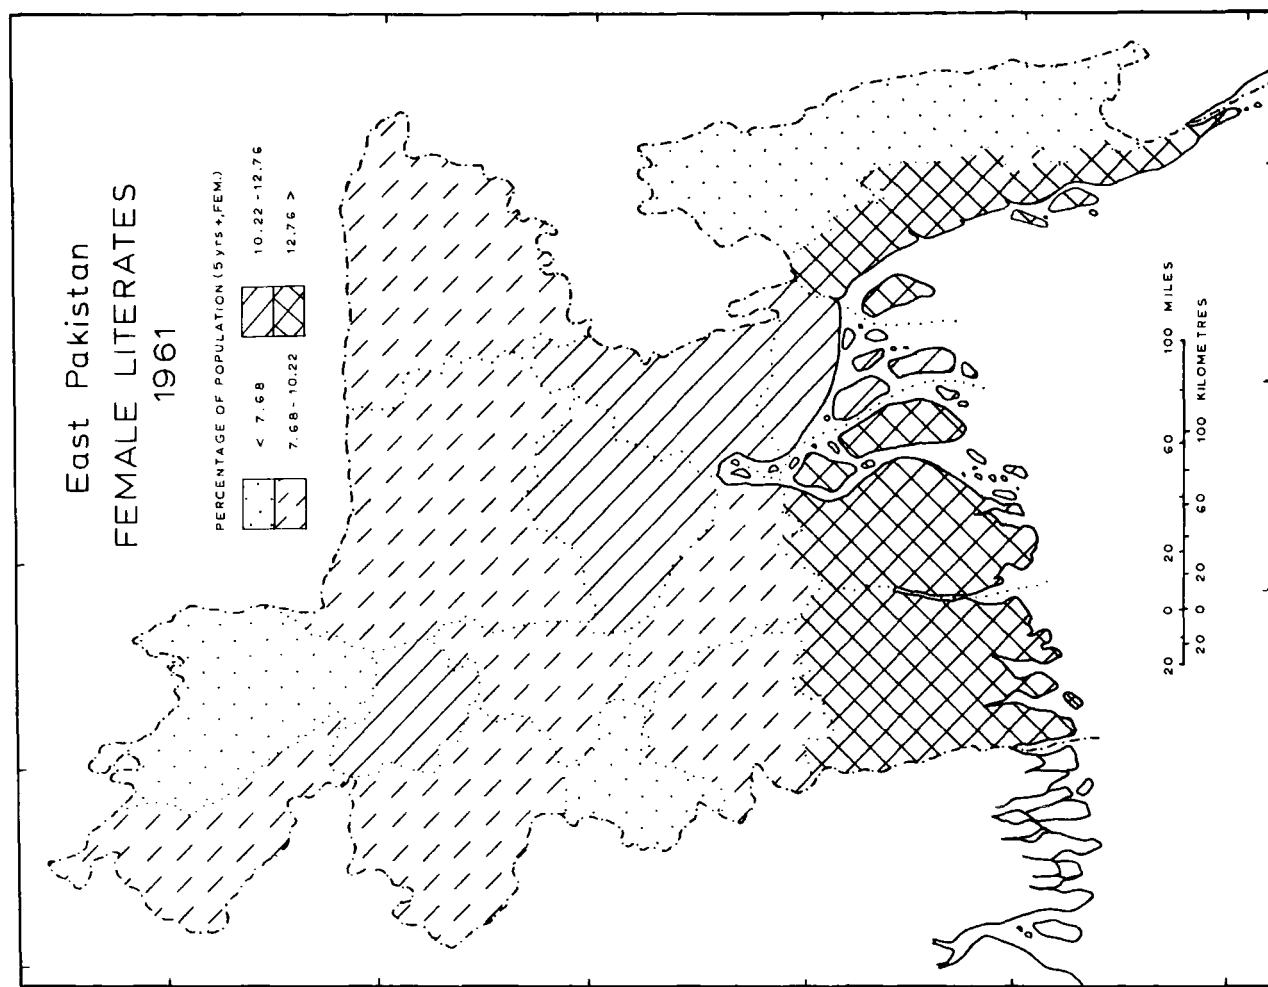 East Pakistan
FEMALE LITERATES
1961
PERCENTAGE OF POPULATION (5 yrs +, FEM.)
< 7.68
10.22 - 12.76
7.68 - 10.22
12.76 >
20 0 20 60 60 100 MILES
20 0 20 60 100 KILOMETRES